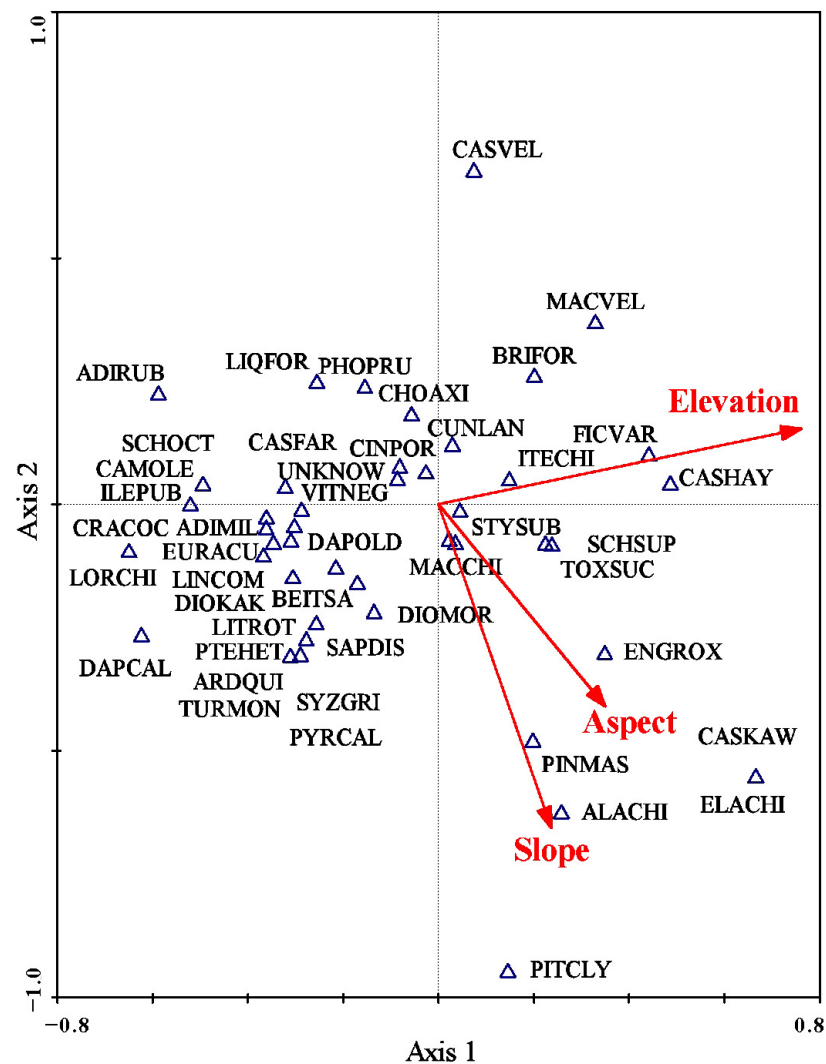 1.0
CASVEL
MACVEL
BRIFOR
LIQFOR PHOPRU
ADIRUB
CHOAXI
Elevation
CUNLAN
FICVAR
SCHOCT CASFAR
CINPOR
ITECHI
CAMOLE UNKNOW
CASHAY
ILEPUB VITNEG
Axis 2
CRACOC ADIMIL STYSUB
EURACU DAPOLD SCHSUP
LORCHI MACCHI TOXSUC
LINCOM
DIOKAK BEITSA
DIOMOR
LITROT
SAPDIS
PTEHET ENGROX
DAPCAL
ARDQUI
SYZGRI
TURMON
Aspect
PYRCAL CASKAW
PINMAS
ELACHI
ALACHI
Slope
PITCLY
−1.0
−0.8 0.8
Axis 1